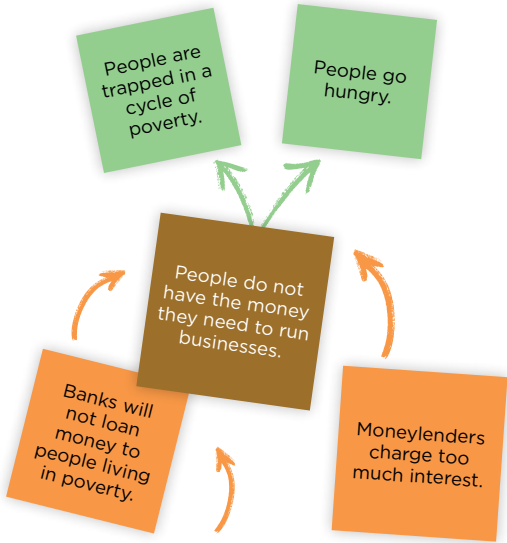 People are
trapped in a
cycle of
poverty.
People go
hungry.
People do not
have the money
they need to run
businesses.
Banks will
not loan
money to
people living
in poverty.
Moneylenders
charge too
much interest.